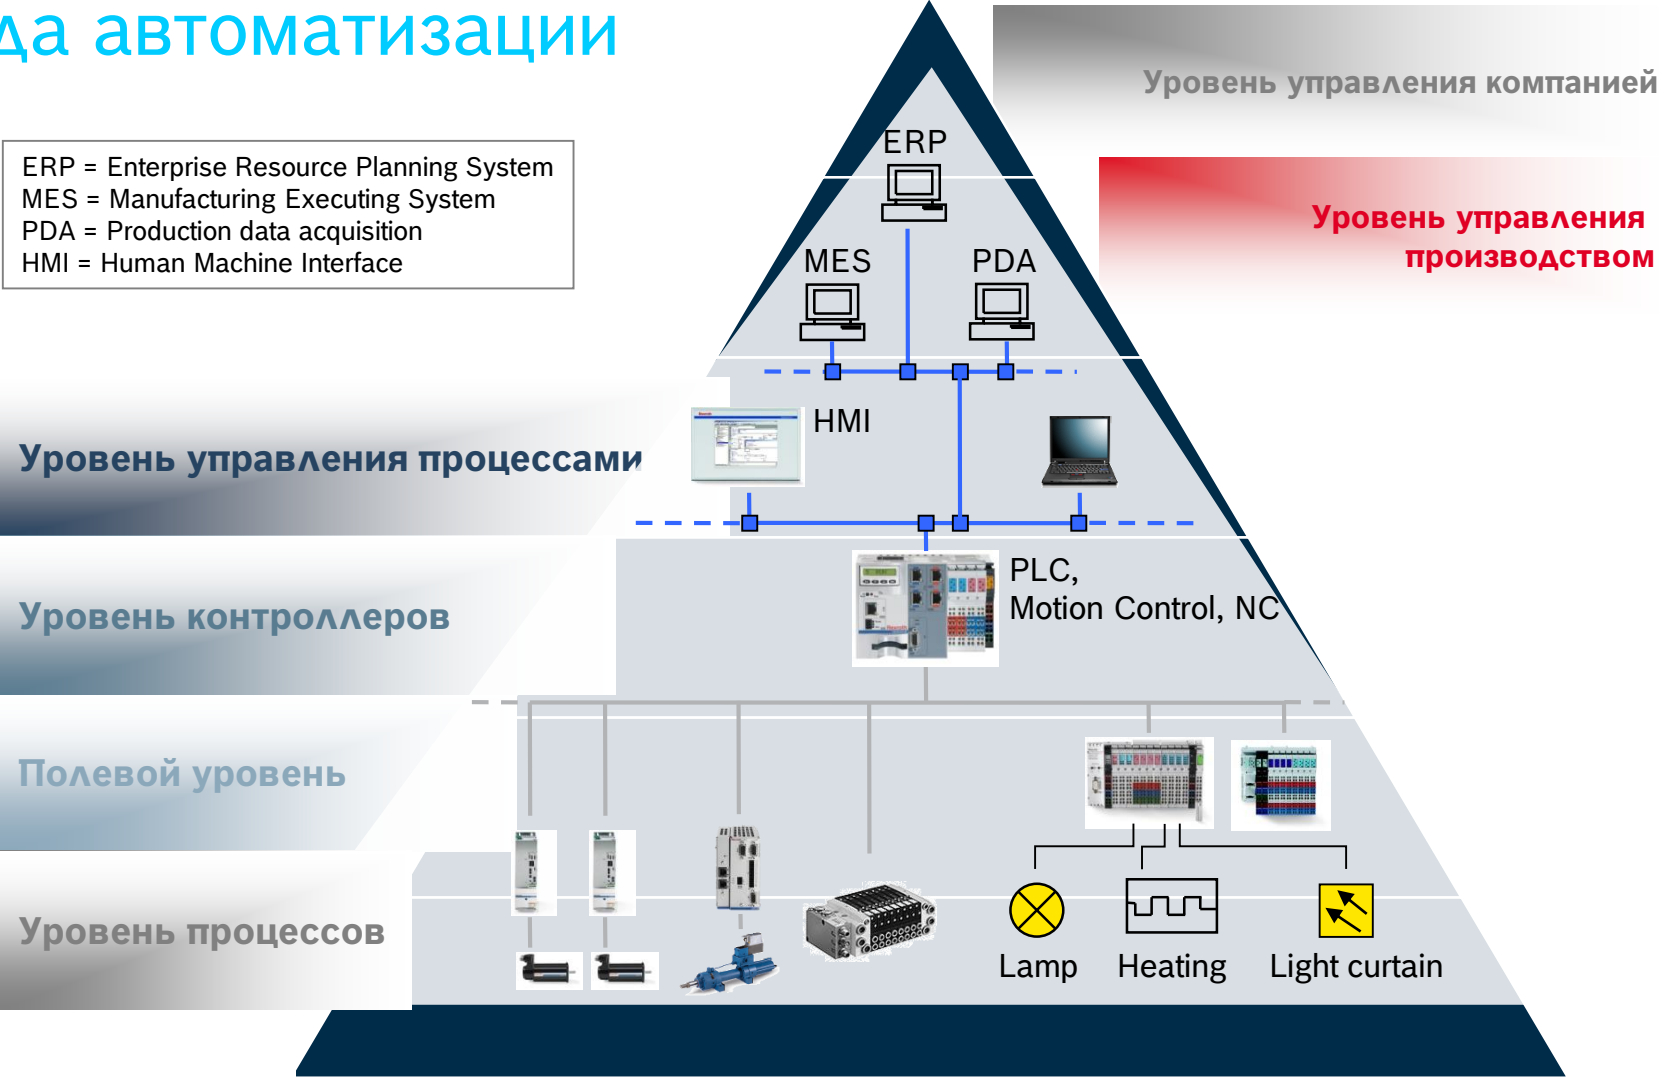 да автоматизации
Уровень управления компанией
ERP
ERP = Enterprise Resource Planning System
MES = Manufacturing Executing System
PDA = Production data acquisition
HMI = Human Machine Interface
Уровень управления
производством
MES
PDA
HMI
Уровень управления процессами
PLC,
Motion Control, NC
Уровень контроллеров
Полевой уровень
Уровень процессов
Lamp
Heating
Light curtain